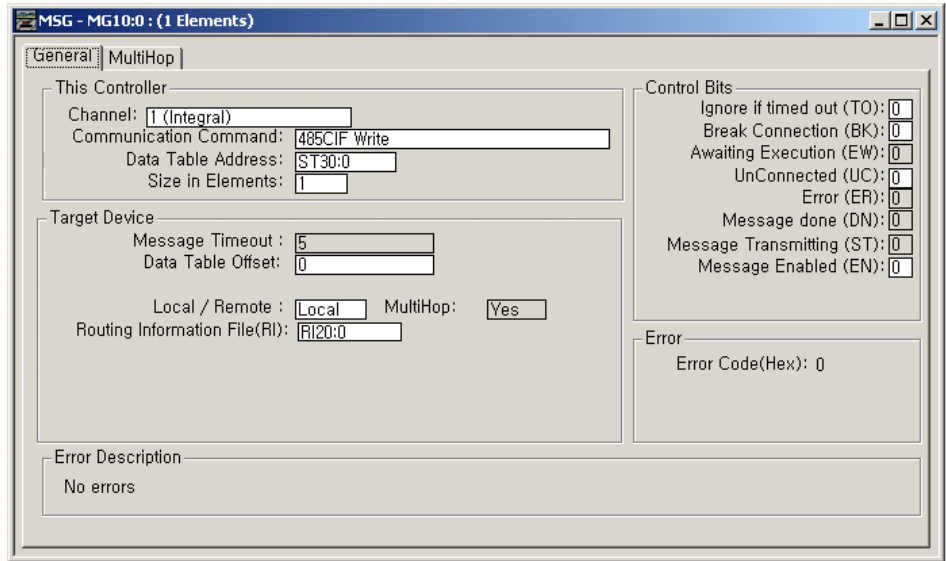 MSG - MG10:0 : (1 Elements)
General MultiHop
This Controller
Channel: 1 (Integral)
Communication Command: 485CIF Write
Data Table Address: ST30:0
Size in Elements: 1
Target Device
Message Timeout : 5
Data Table Offset: 0
Local / Remote : Local MultiHop: Yes
Routing Information File(RI): RI20:0
Control Bits
Ignore if timed out (TO): 0
Break Connection (BK): 0
Awaiting Execution (EW): 0
UnConnected (UC): 0
Error (ER): 0
Message done (DN): 0
Message Transmitting (ST): 0
Message Enabled (EN): 0
Error
Error Code(Hex): 0
Error Description
No errors